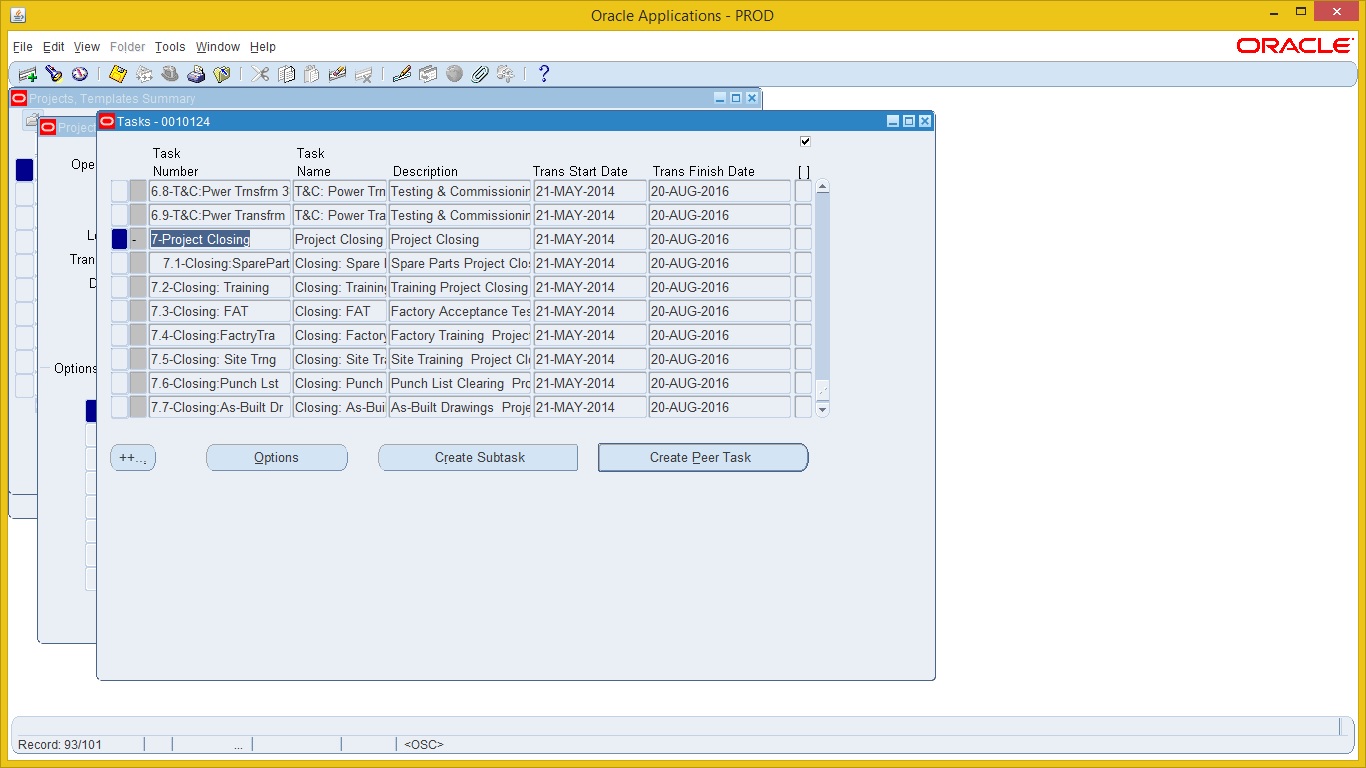 Oracle Applications - PROD
File Edit View Folder Tools Window Help
ORACLE
Projects, Templates Summary
Project
Tasks - 0010124
Ope
Task Number
Task Name
Description
Trans Start Date
Trans Finish Date
[ ]
6.8-T&C:Pwer Trnsfrm 3 T&C: Power Trn Testing & Commissionin 21-MAY-2014 20-AUG-2016
6.9-T&C:Pwer Transfrm T&C: Power Tra Testing & Commissionin 21-MAY-2014 20-AUG-2016
Lo
- 7-Project Closing Project Closing Project Closing 21-MAY-2014 20-AUG-2016
Tran
7.1-Closing:SparePart Closing: Spare Spare Parts Project Clo 21-MAY-2014 20-AUG-2016
D
7.2-Closing: Training Closing: Training Training Project Closing 21-MAY-2014 20-AUG-2016
7.3-Closing: FAT Closing: FAT Factory Acceptance Tes 21-MAY-2014 20-AUG-2016
7.4-Closing:FactryTra Closing: Factory Factory Training Project 21-MAY-2014 20-AUG-2016
7.5-Closing: Site Trng Closing: Site Tra Site Training Project Clo 21-MAY-2014 20-AUG-2016
Options
7.6-Closing:Punch Lst Closing: Punch Punch List Clearing Pro 21-MAY-2014 20-AUG-2016
7.7-Closing:As-Built Dr Closing: As-Bui As-Built Drawings Proje 21-MAY-2014 20-AUG-2016
++... Options Create Subtask Create Peer Task
Record: 93/101 ... <OSC>